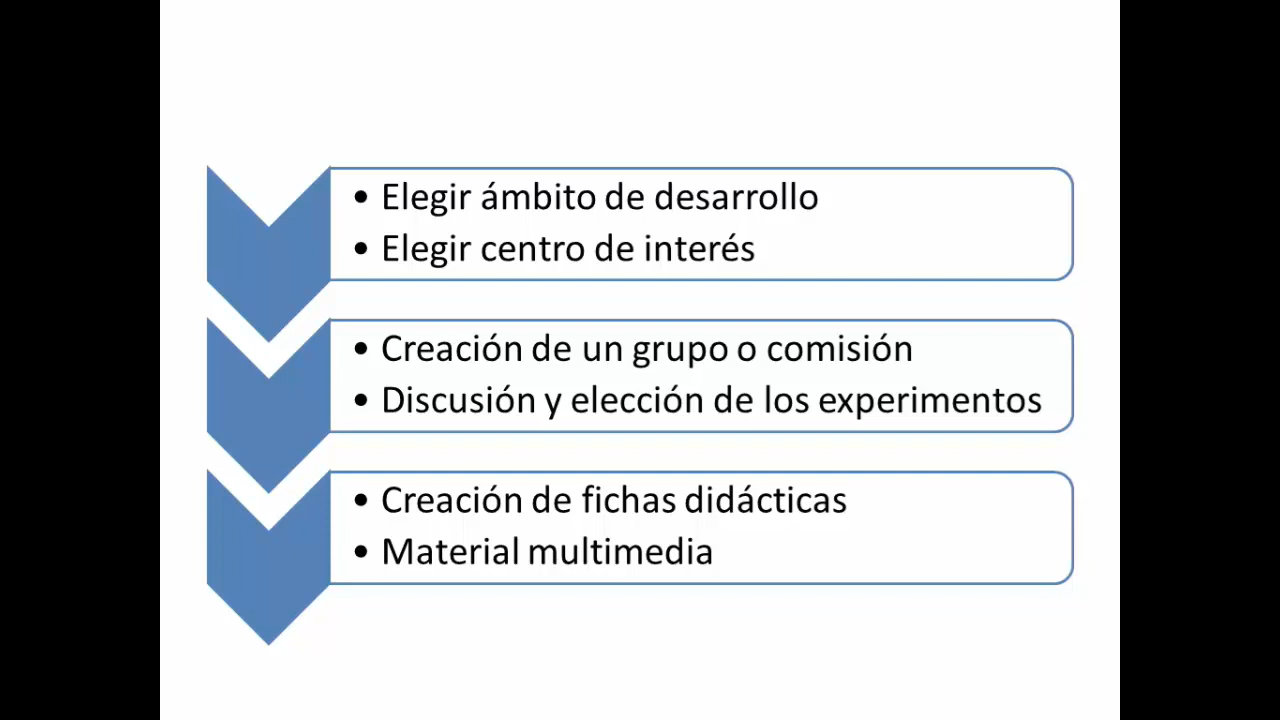 • Elegir ámbito de desarrollo
• Elegir centro de interés
• Creación de un grupo o comisión
• Discusión y elección de los experimentos
• Creación de fichas didácticas
• Material multimedia